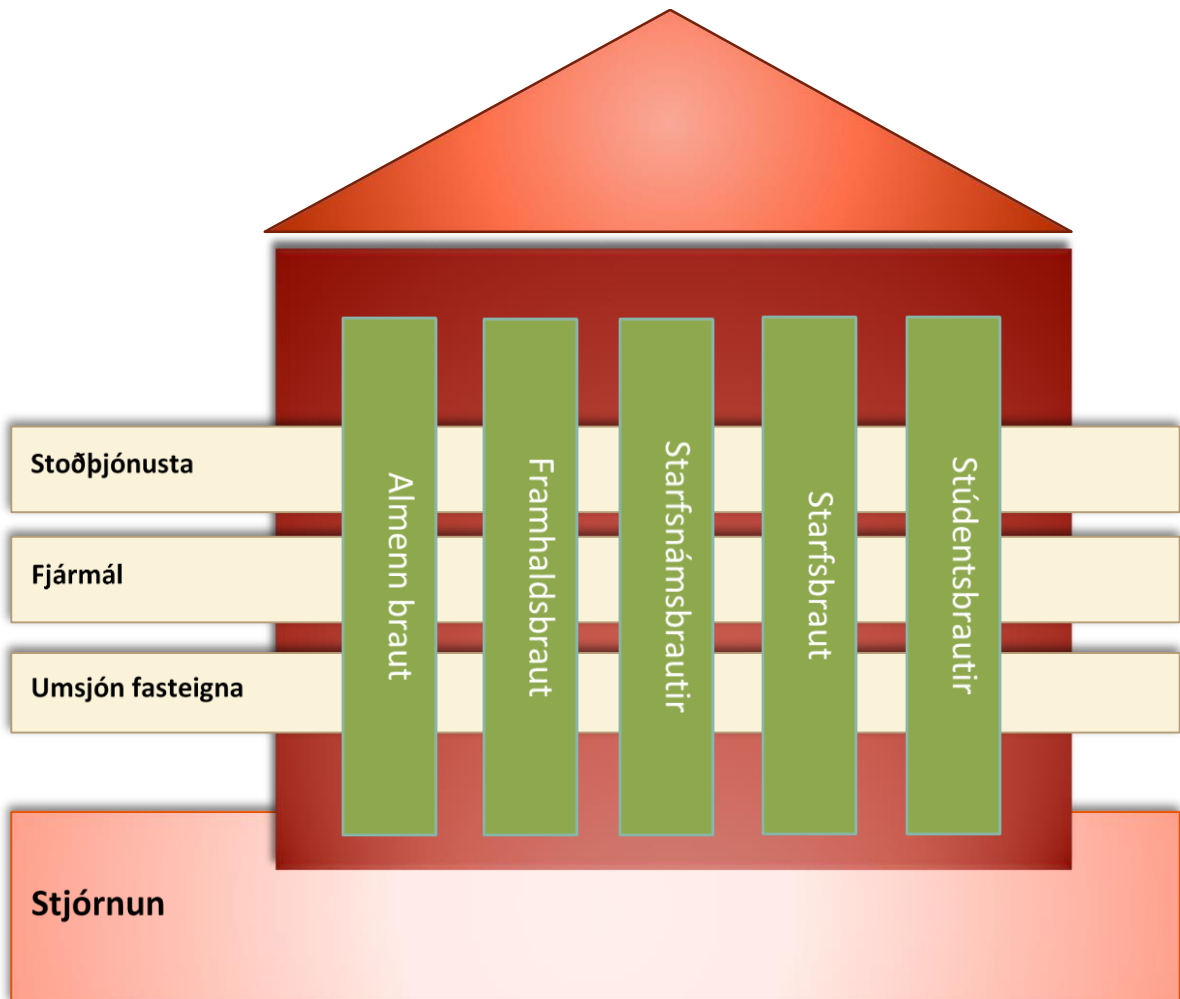 Stoðþjónusta
Fjármál
Umsjón fasteigna
Almenn braut
Framhaldsbraut
Starfsnámsbrautir
Starfsbraut
Stúdentsbrautir
Stjórnun